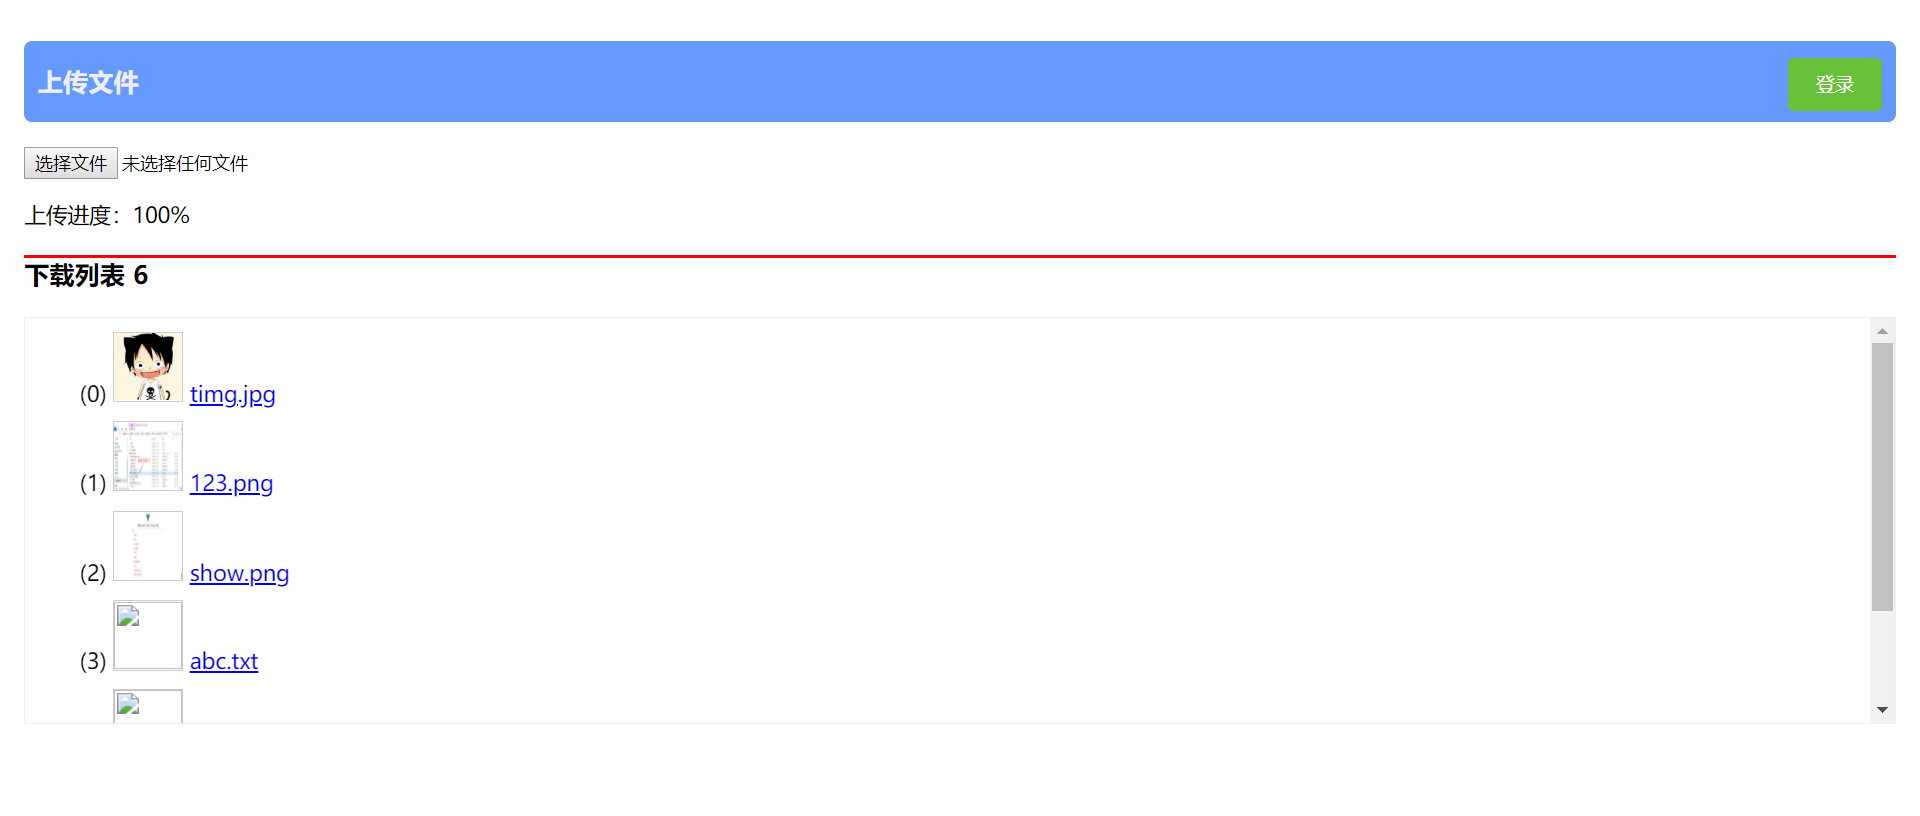 上传文件
登录
选择文件 未选择任何文件
上传进度：100%
下载列表 6
(0) timg.jpg
(1) 123.png
(2) show.png
(3) abc.txt